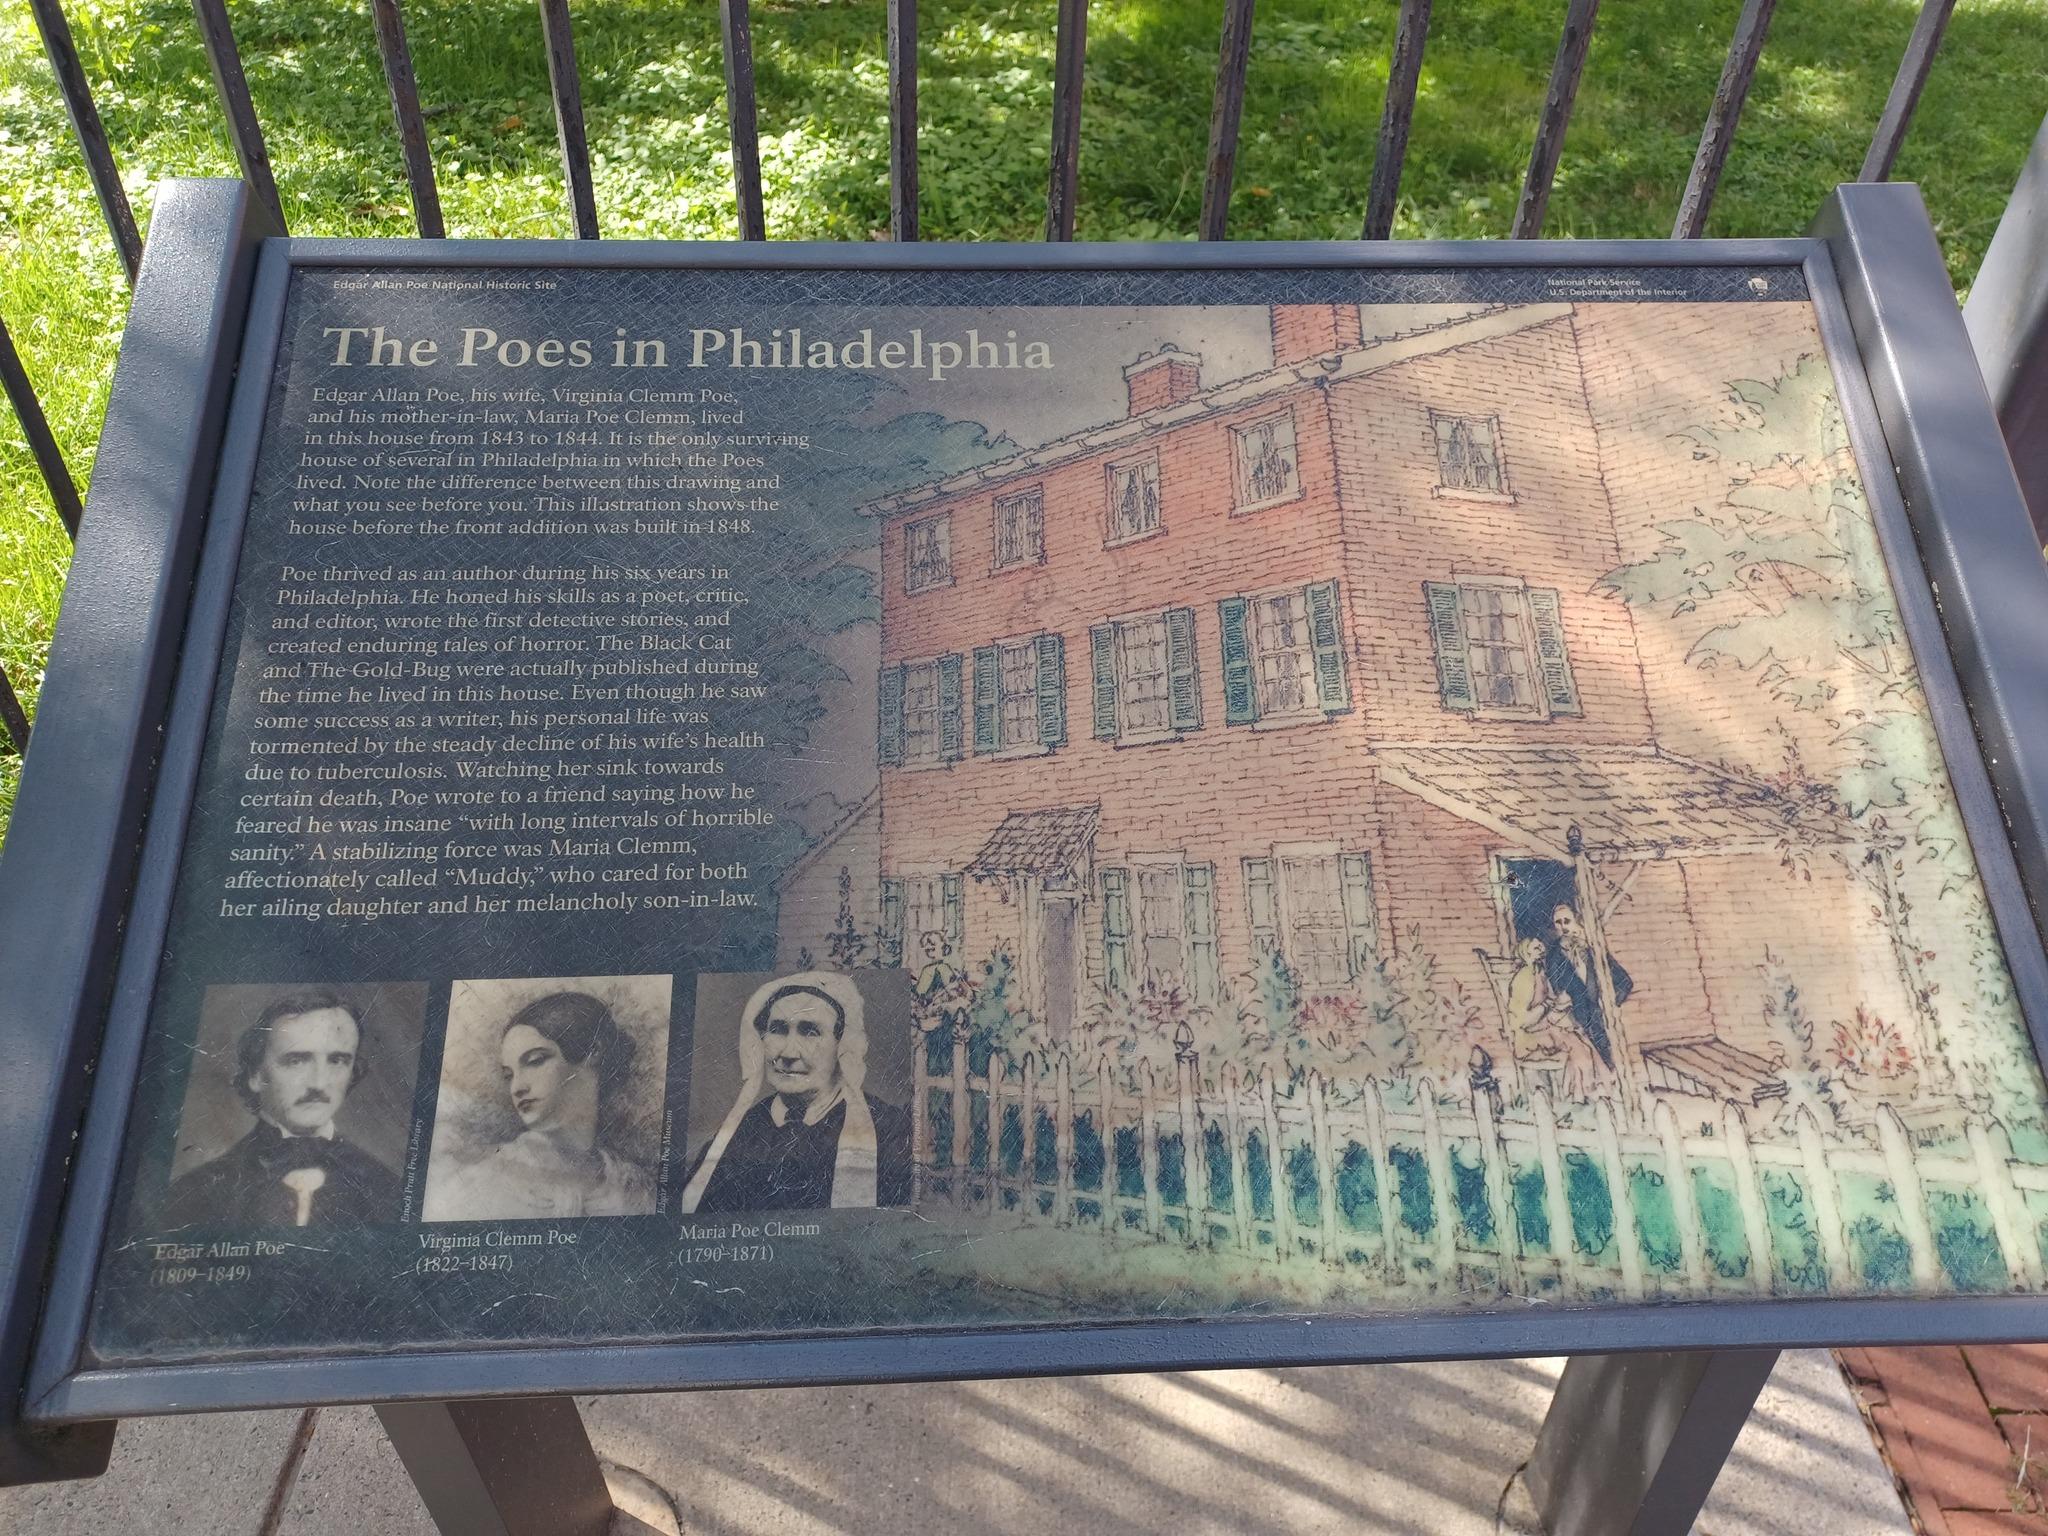 Edgar Allan Poe National Historic Site
National Park Service
U.S. Department of the Interior
The Poes in Philadelphia
Edgar Allan Poe, his wife, Virginia Clemm Poe,
and his mother-in-law, Maria Poe Clemm, lived
in this house from 1843 to 1844. It is the only surviving
house of several in Philadelphia in which the Poes
lived. Note the difference between this drawing and
what you see before you. This illustration shows the
house before the front addition was built in 1848.
Poe thrived as an author during his six years in
Philadelphia. He honed his skills as a poet, critic,
and editor, wrote the first detective stories, and
created enduring tales of horror. The Black Cat
and The Gold-Bug were actually published during
the time he lived in this house. Even though he saw
some success as a writer, his personal life was
tormented by the steady decline of his wife's health
due to tuberculosis. Watching her sink towards
certain death, Poe wrote to a friend saying how he
feared he was insane “with long intervals of horrible
sanity.” A stabilizing force was Maria Clemm,
affectionately called “Muddy,” who cared for both
her ailing daughter and her melancholy son-in-law.
Enoch Pratt Free Library
Edgar Allan Poe Museum
Edgar Allan Poe
(1809–1849)
Virginia Clemm Poe
(1822–1847)
Maria Poe Clemm
(1790–1871)